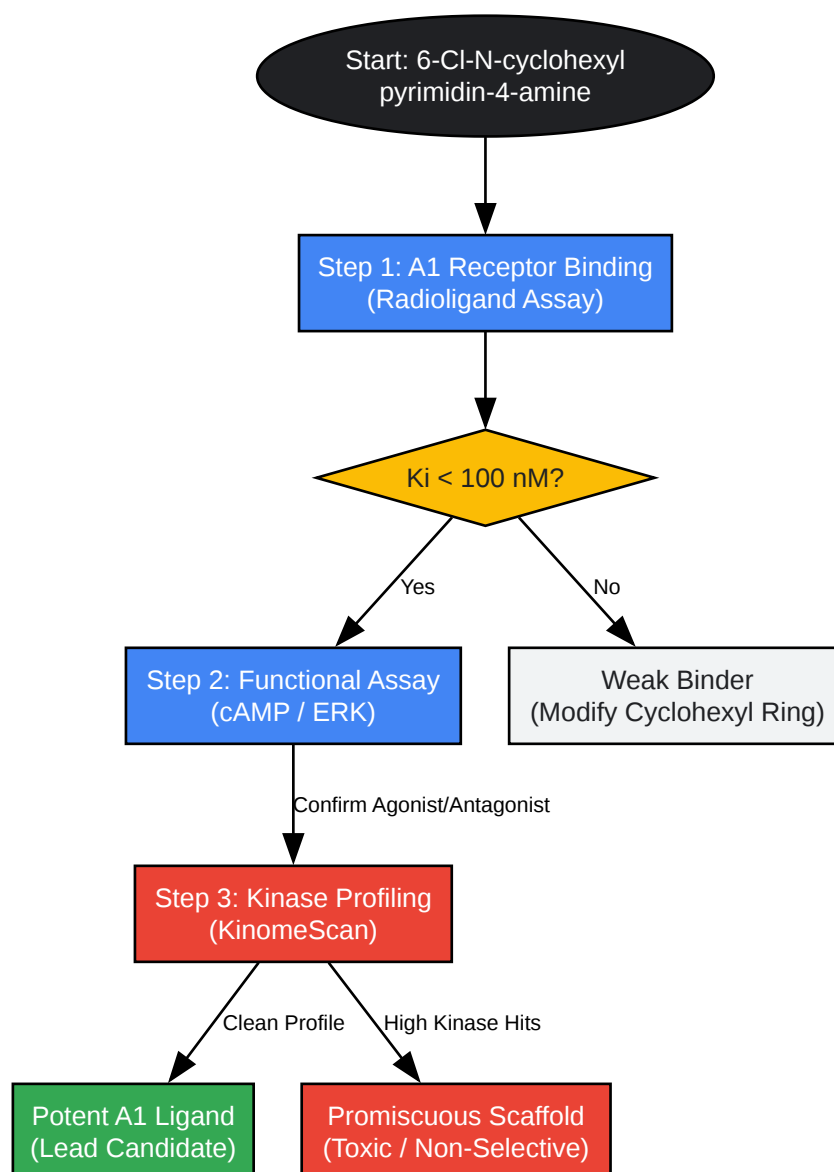 Start: 6-Cl-N-cyclohexyl
pyrimidin-4-amine
Step 1: A1 Receptor Binding
(Radioligand Assay)
Ki < 100 nM?
Yes
No
Step 2: Functional Assay
(cAMP / ERK)
Weak Binder
(Modify Cyclohexyl Ring)
Confirm Agonist/Antagonist
Step 3: Kinase Profiling
(KinomeScan)
Clean Profile
High Kinase Hits
Potent A1 Ligand
(Lead Candidate)
Promiscuous Scaffold
(Toxic / Non-Selective)